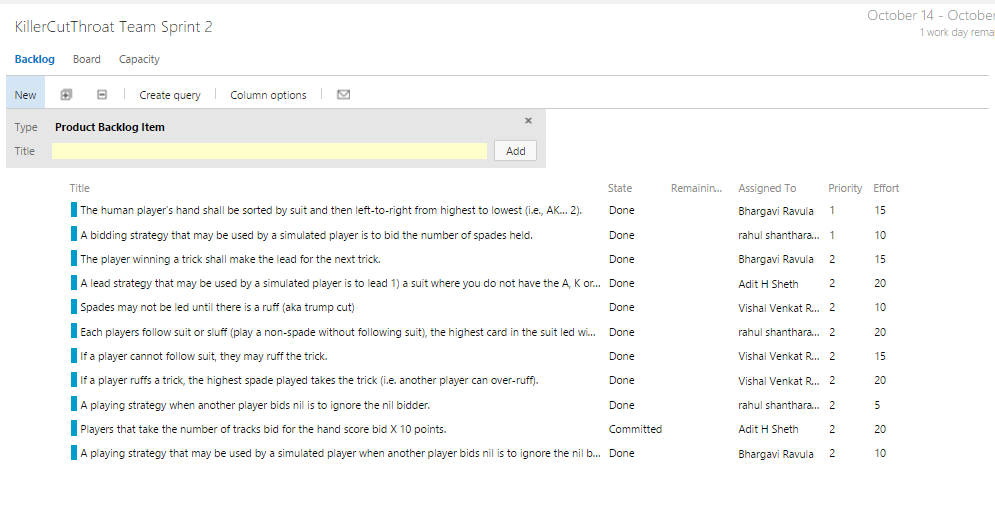 KillerCutThroat Team Sprint 2
October 14 - October
1 work day remai
Backlog Board Capacity
New Create query Column options
Type Product Backlog Item
Title Add
Title State Remainin... Assigned To Priority Effort
The human player's hand shall be sorted by suit and then left-to-right from highest to lowest (i.e., AK... 2). Done Bhargavi Ravula 1 15
A bidding strategy that may be used by a simulated player is to bid the number of spades held. Done rahul shanthara... 1 10
The player winning a trick shall make the lead for the next trick. Done Bhargavi Ravula 2 15
A lead strategy that may be used by a simulated player is to lead 1) a suit where you do not have the A, K or... Done Adit H Sheth 2 20
Spades may not be led until there is a ruff (aka trump cut) Done Vishal Venkat R... 2 10
Each players follow suit or sluff (play a non-spade without following suit), the highest card in the suit led wi... Done rahul shanthara... 2 20
If a player cannot follow suit, they may ruff the trick. Done Vishal Venkat R... 2 15
If a player ruffs a trick, the highest spade played takes the trick (i.e. another player can over-ruff). Done Vishal Venkat R... 2 20
A playing strategy when another player bids nil is to ignore the nil bidder. Done rahul shanthara... 2 5
Players that take the number of tracks bid for the hand score bid X 10 points. Committed Adit H Sheth 2 20
A playing strategy that may be used by a simulated player when another player bids nil is to ignore the nil b... Done Bhargavi Ravula 2 10